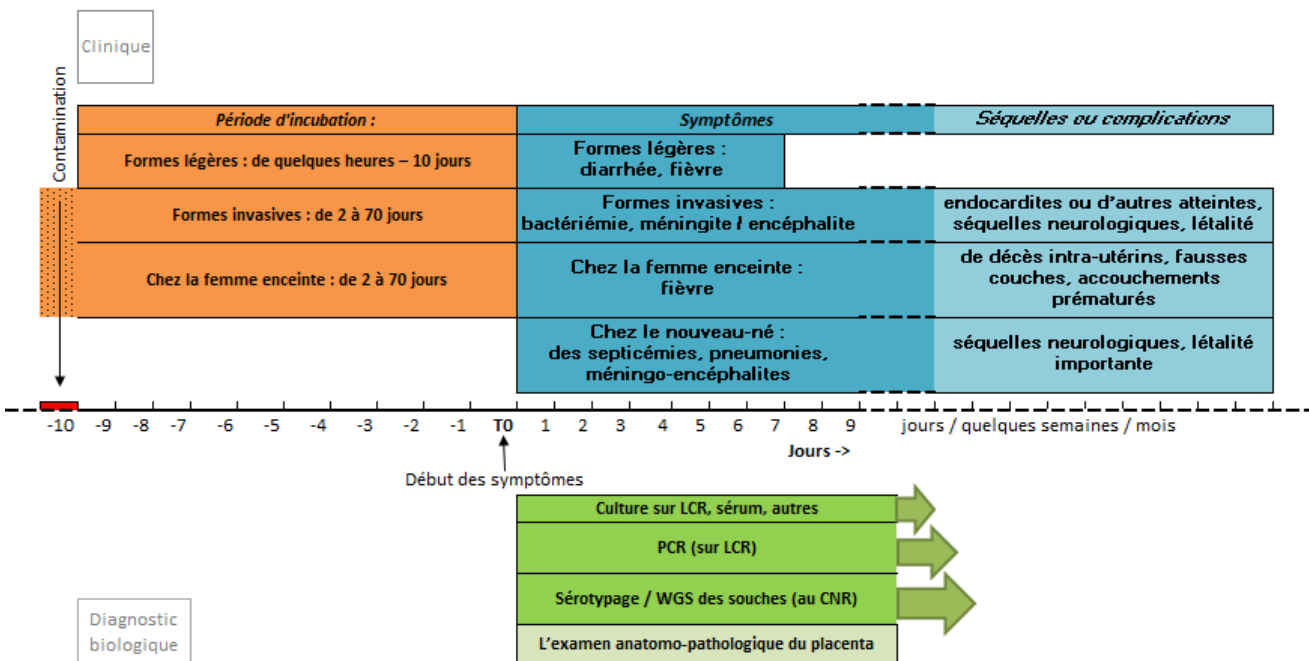 Clinique
Contamination
Période d'incubation :
Symptômes
Séquelles ou complications
Formes légères : de quelques heures – 10 jours
Formes légères :
diarrhée, fièvre
Formes invasives : de 2 à 70 jours
Formes invasives :
bactériémie, méningite / encéphalite
endocardites ou d'autres atteintes,
séquelles neurologiques, létalité
Chez la femme enceinte : de 2 à 70 jours
Chez la femme enceinte :
fièvre
de décès intra-utérins, fausses
couches, accouchements
prématurés
Chez le nouveau-né :
des septicémies, pneumonies,
méningo-encéphalites
séquelles neurologiques, létalité
importante
-10 -9 -8 -7 -6 -5 -4 -3 -2 -1 T0 1 2 3 4 5 6 7 8 9 jours / quelques semaines / mois
Jours ->
Début des symptômes
Culture sur LCR, sérum, autres
PCR (sur LCR)
Sérotypage / WGS des souches (au CNR)
L'examen anatomo-pathologique du placenta
Diagnostic
biologique